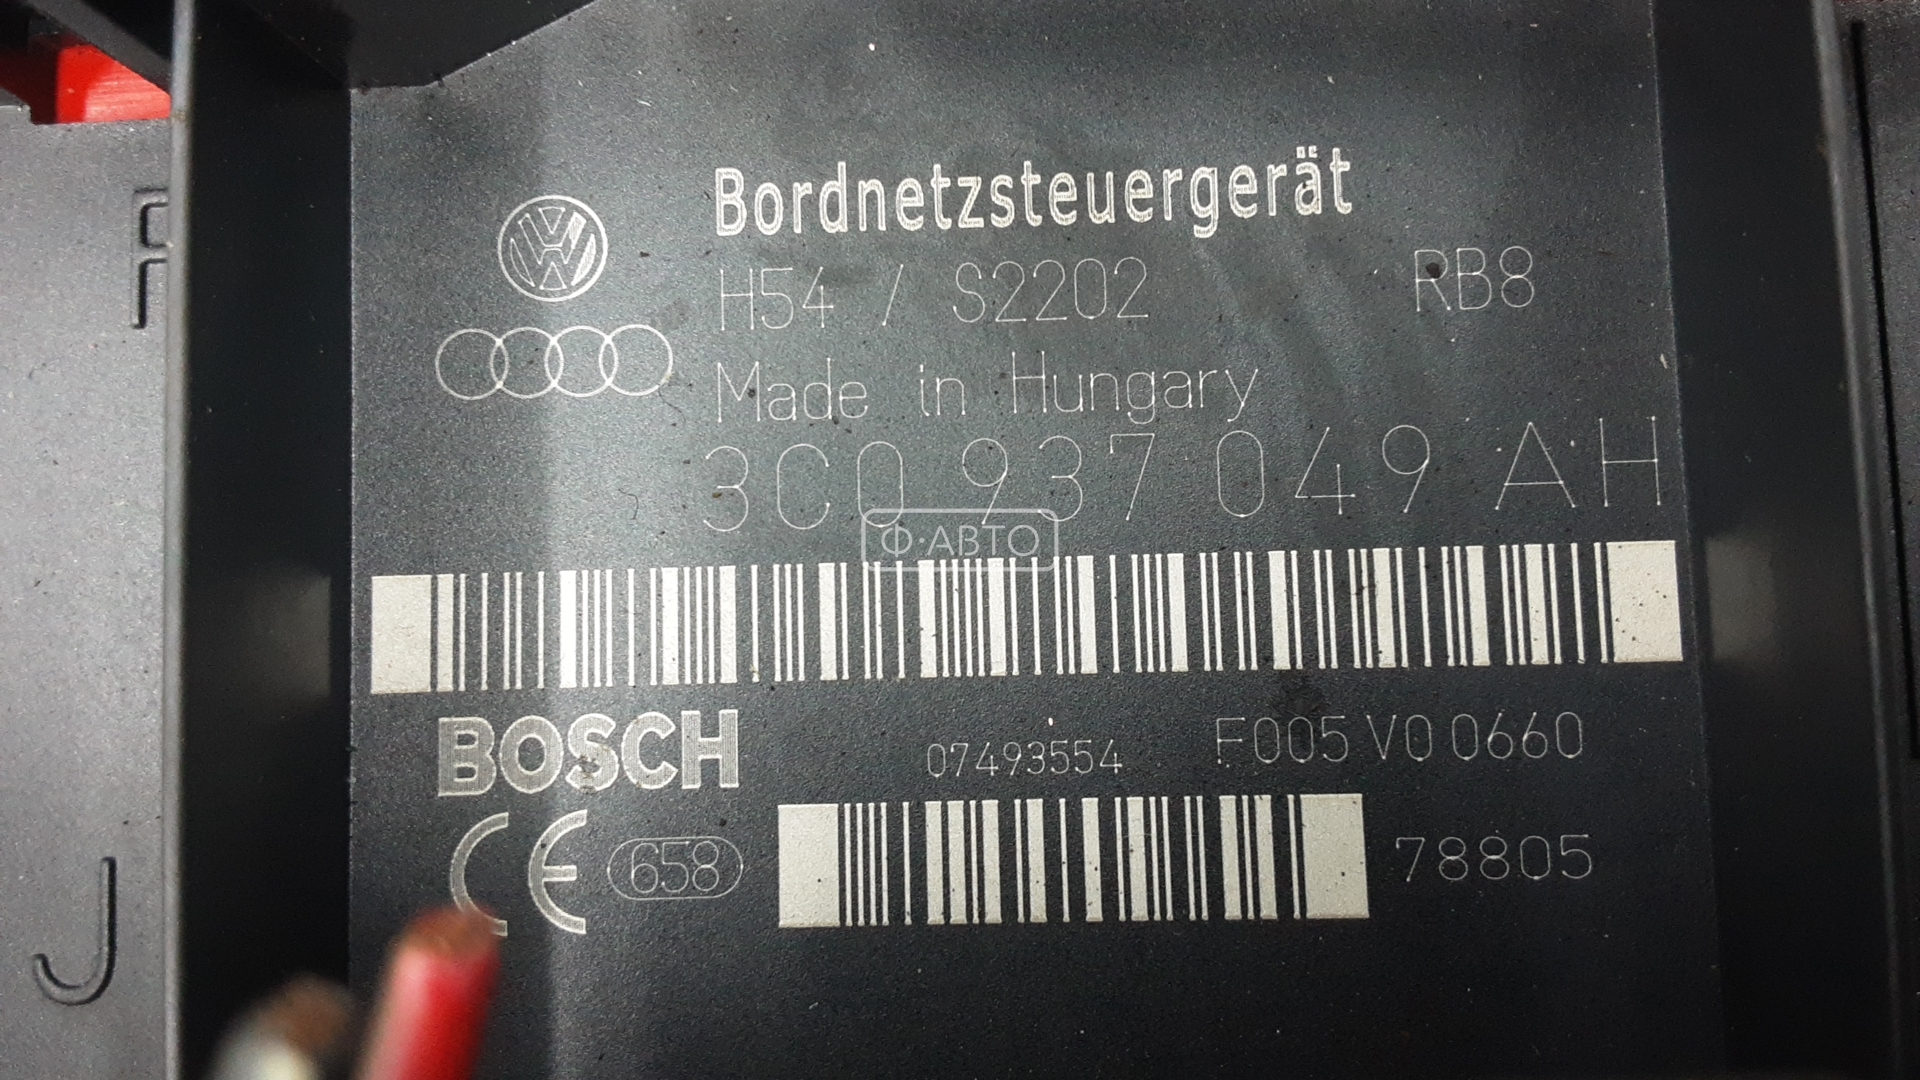 Bordnetzsteuergerät
H54 / S2202 RB8
Made in Hungary
3C0 937 049 AH
Ф·АВТО
BOSCH 07493554 F005 V0 0660
CE 658 78805